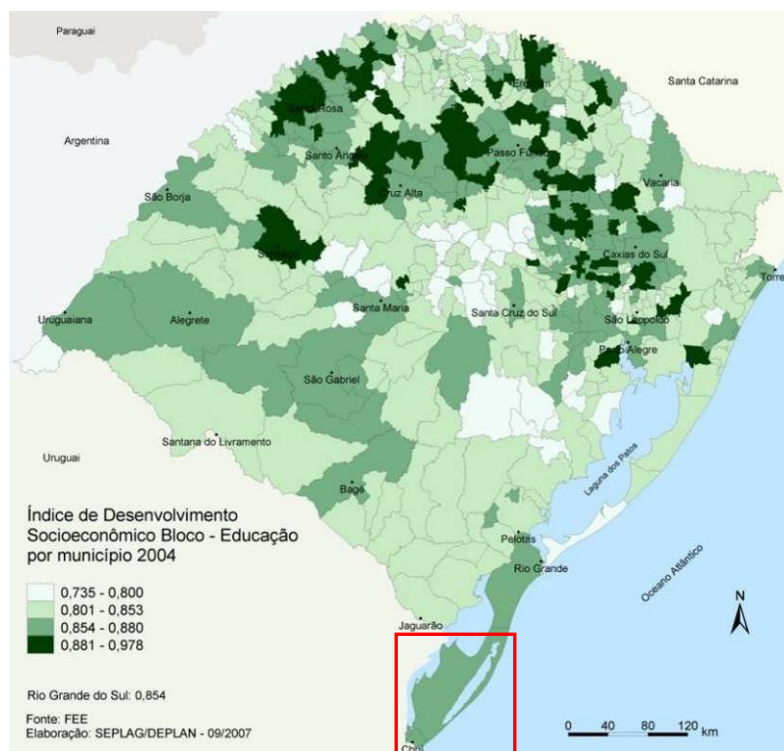 Paraguai
Santa Catarina
Argentina
Erechim
Santa Rosa
Santo Ângelo
Passo Fundo
Vacaria
São Borja
Cruz Alta
Caxias do Sul
Santiago
Torres
Uruguaiana
Alegrete
Santa Maria
Santa Cruz do Sul
São Leopoldo
Porto Alegre
São Gabriel
Santana do Livramento
Uruguai
Bagé
Laguna dos Patos
Pelotas
Rio Grande
Oceano Atlântico
Jaguarão
Chuí
Índice de Desenvolvimento
Socioeconômico Bloco - Educação
por município 2004
0,735 - 0,800
0,801 - 0,853
0,854 - 0,880
0,881 - 0,978
Rio Grande do Sul: 0,854
Fonte: FEE
Elaboração: SEPLAG/DEPLAN - 09/2007
N
0 40 80 120
km